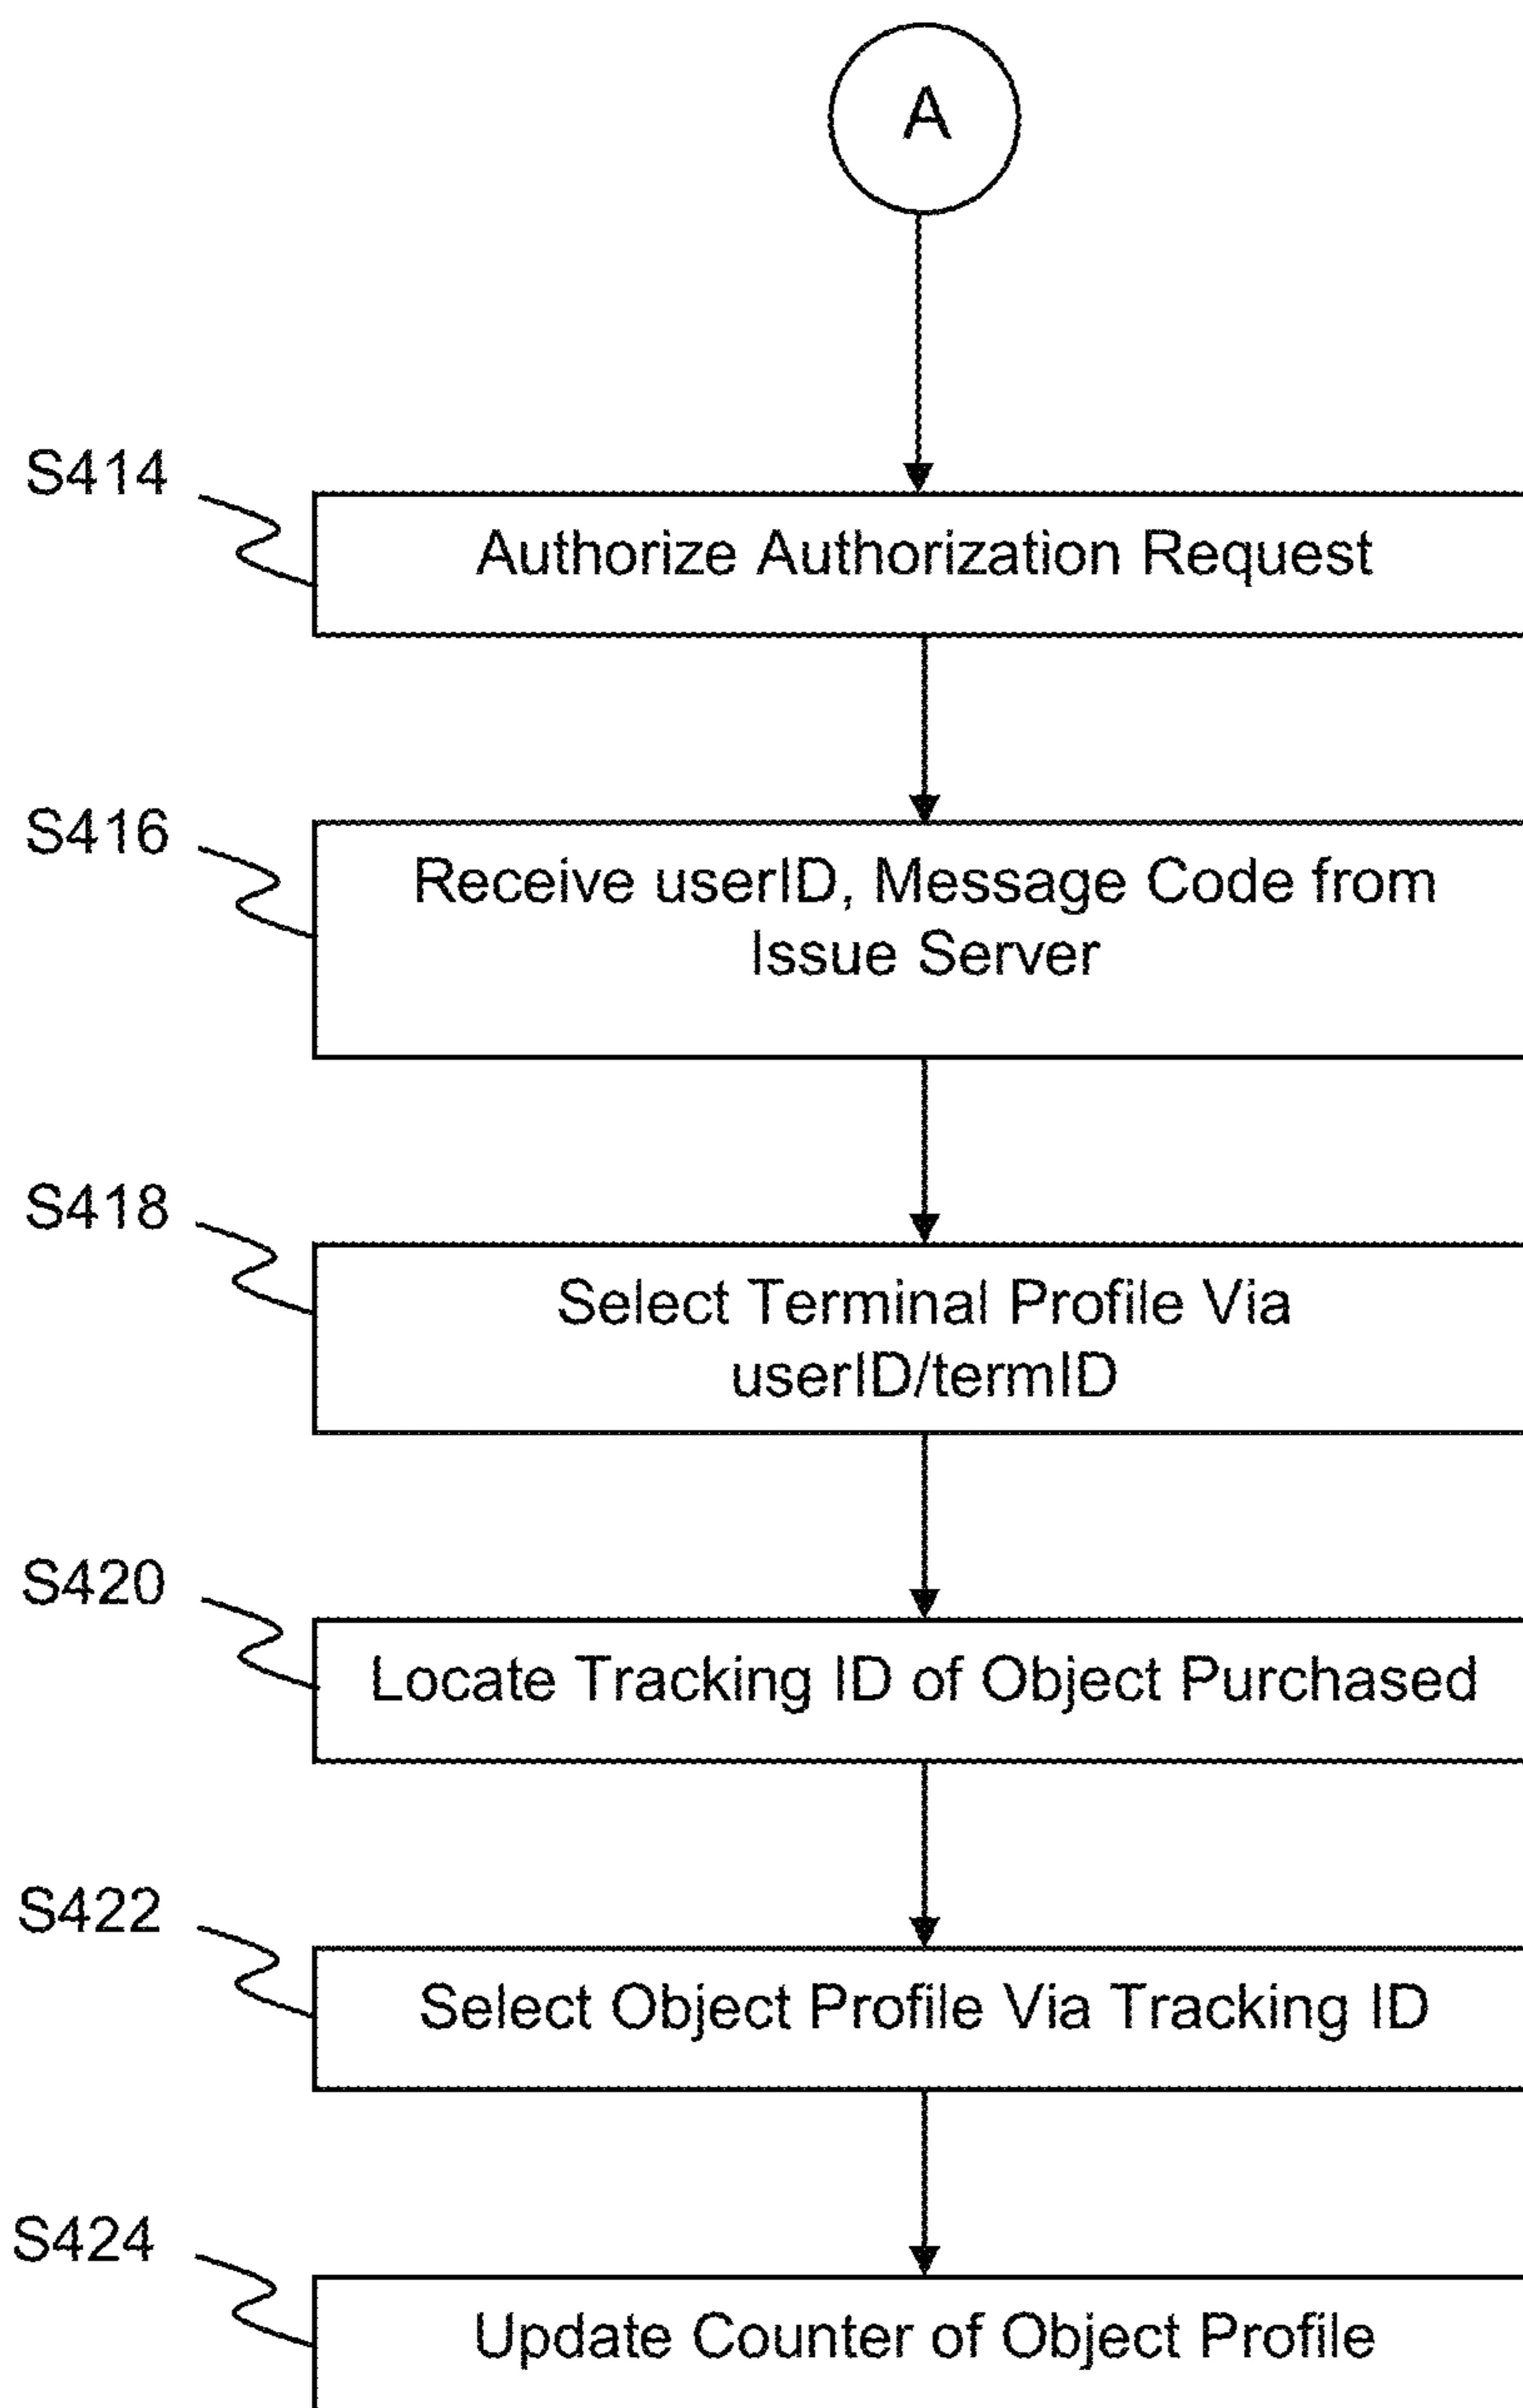 A
S414
Authorize Authorization Request
S416
Receive userID, Message Code from
Issue Server
S418
Select Terminal Profile Via
userID/termID
S420
Locate Tracking ID of Object Purchased
S422
Select Object Profile Via Tracking ID
S424
Update Counter of Object Profile